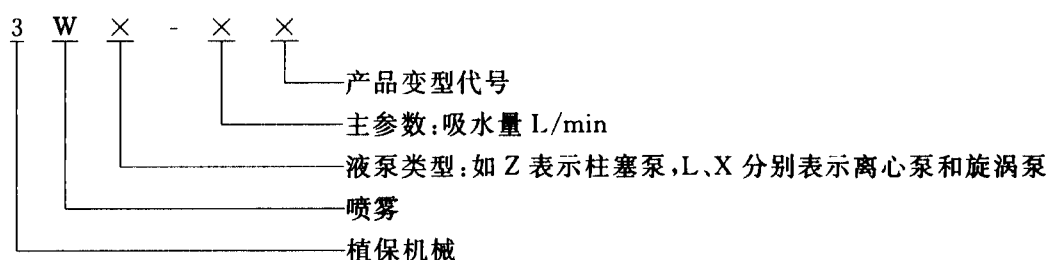 3 W × - × ×
产品变型代号
主参数:吸水量 L/min
液泵类型:如 Z 表示柱塞泵,L、X 分别表示离心泵和旋涡泵
喷雾
植保机械